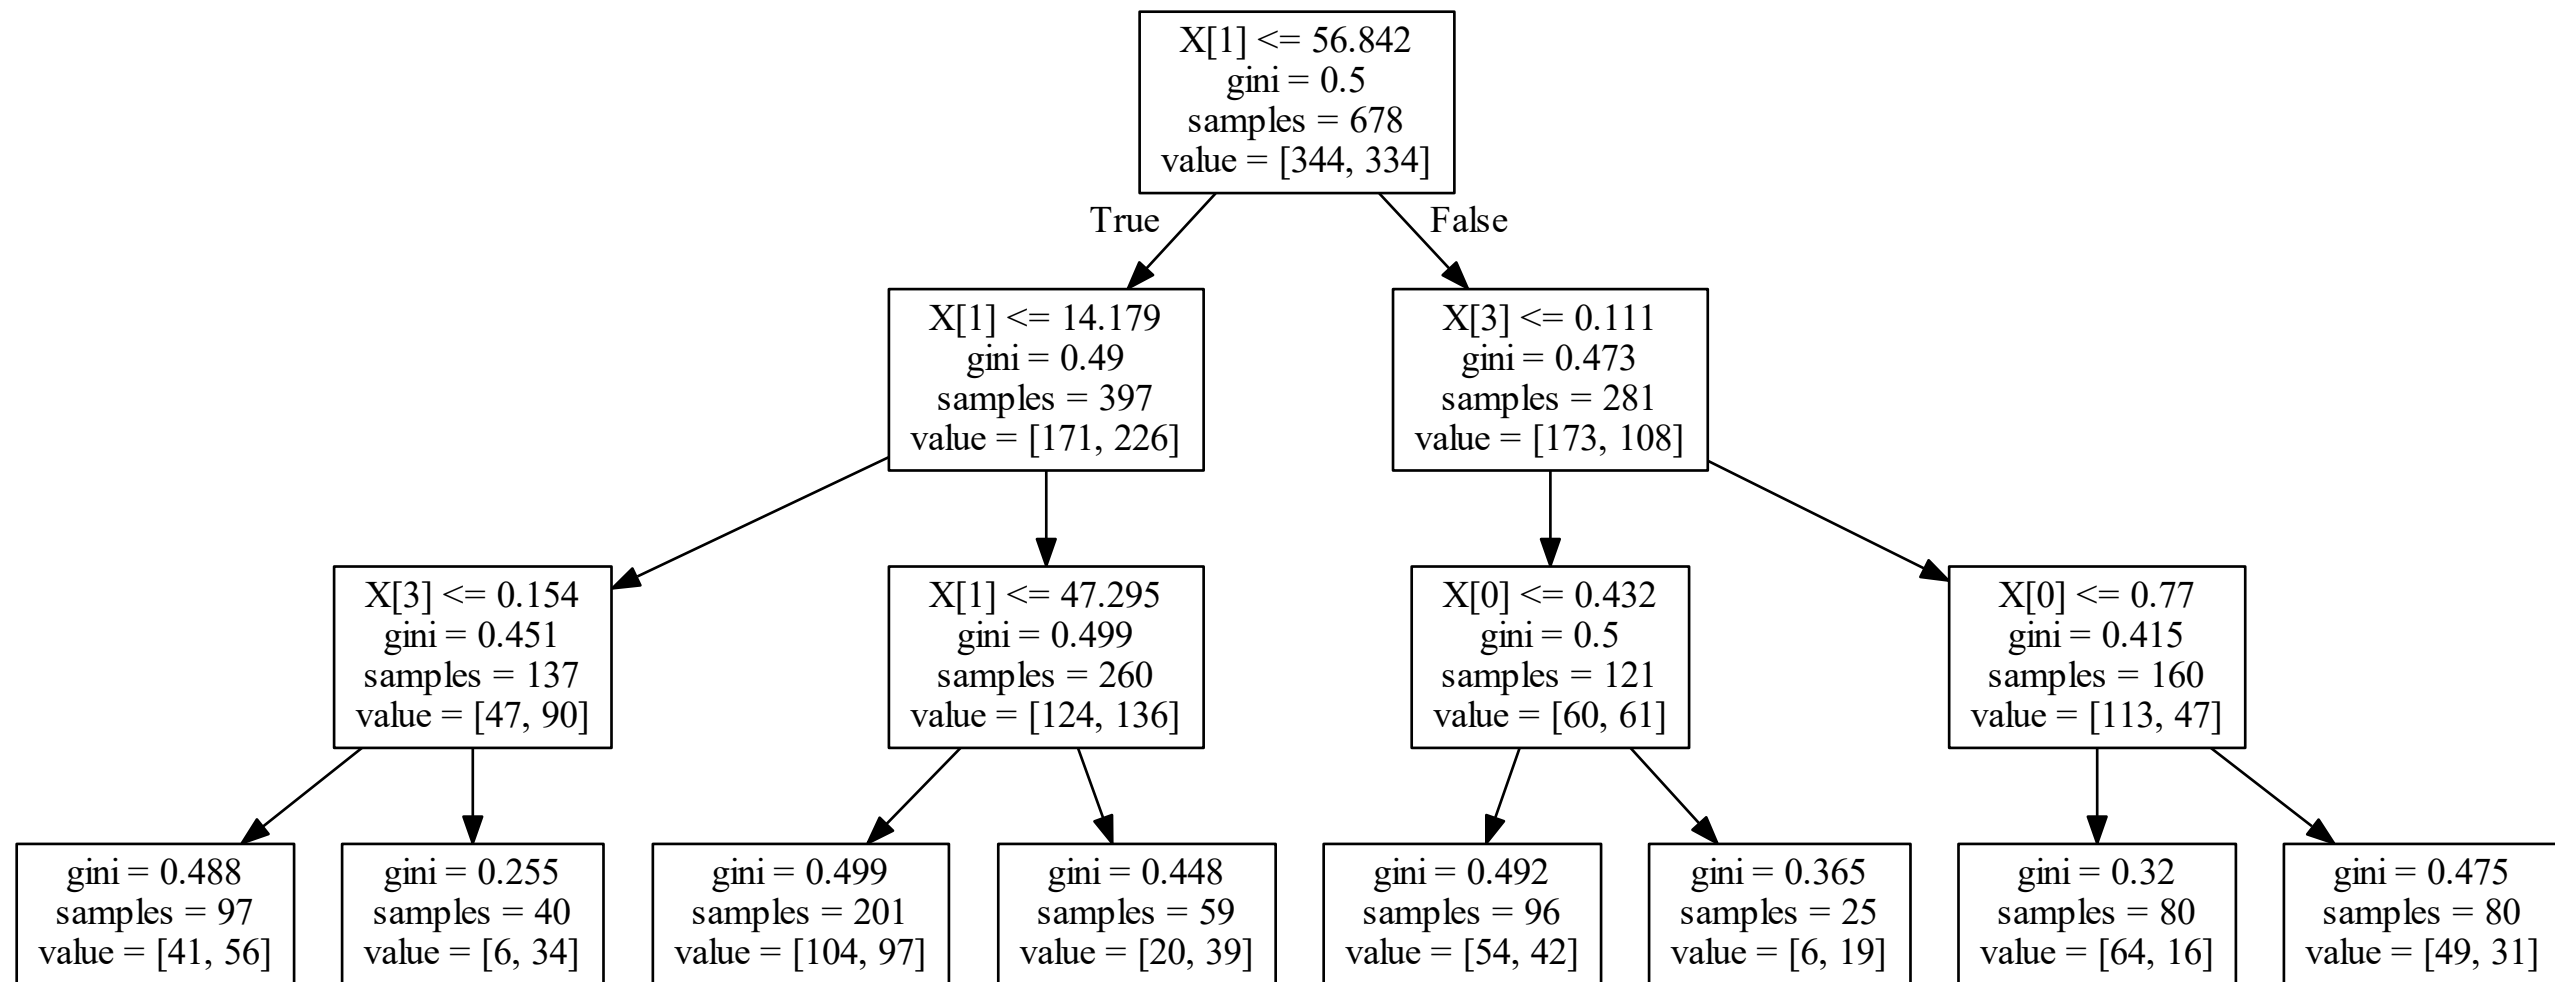 X[1] <= 56.842
gini = 0.5
samples = 678
value = [344, 334]
True
False
X[1] <= 14.179
gini = 0.49
samples = 397
value = [171, 226]
X[3] <= 0.111
gini = 0.473
samples = 281
value = [173, 108]
X[3] <= 0.154
gini = 0.451
samples = 137
value = [47, 90]
X[1] <= 47.295
gini = 0.499
samples = 260
value = [124, 136]
X[0] <= 0.432
gini = 0.5
samples = 121
value = [60, 61]
X[0] <= 0.77
gini = 0.415
samples = 160
value = [113, 47]
gini = 0.488
samples = 97
value = [41, 56]
gini = 0.255
samples = 40
value = [6, 34]
gini = 0.499
samples = 201
value = [104, 97]
gini = 0.448
samples = 59
value = [20, 39]
gini = 0.492
samples = 96
value = [54, 42]
gini = 0.365
samples = 25
value = [6, 19]
gini = 0.32
samples = 80
value = [64, 16]
gini = 0.475
samples = 80
value = [49, 31]